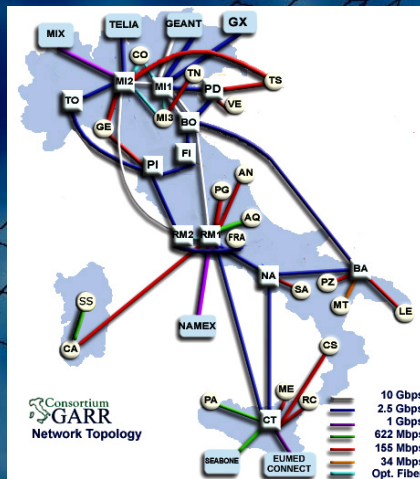 TELIA
GEANT
GX
MIX
CO
MI2
MI1
TN
TS
PD
TO
VE
MI3
GE
BO
FI
PI
AN
PG
AQ
RM2
RM1
FRA
NA
BA
SA
PZ
MT
LE
SS
CA
NAMEX
CS
ME
PA
RC
CT
SEABONE
EUMED
CONNECT
Consortium
GARR
Network Topology
10 Gbps
2.5 Gbps
1 Gbps
622 Mbps
155 Mbps
34 Mbps
Opt. Fiber